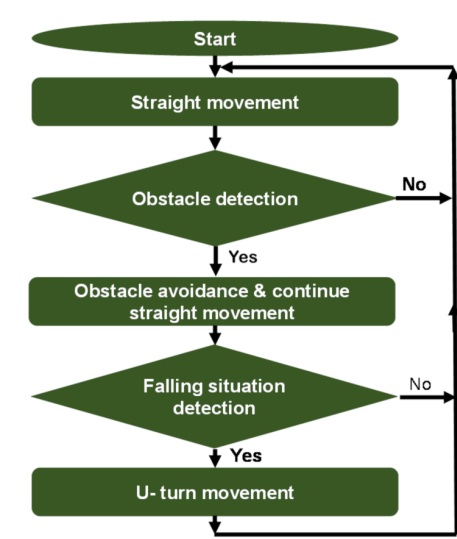 Start
Straight movement
Obstacle detection
No
Yes
Obstacle avoidance & continue
straight movement
Falling situation
detection
No
Yes
U- turn movement